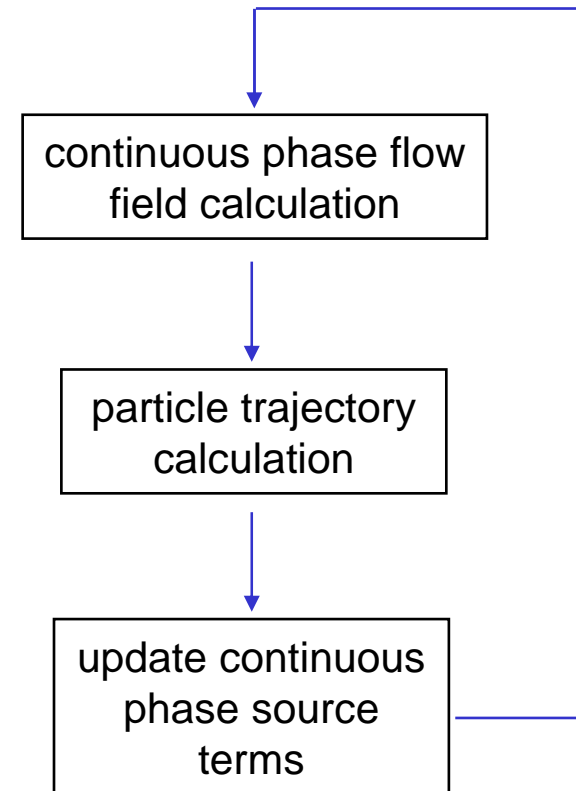 continuous phase flow
field calculation
particle trajectory
calculation
update continuous
phase source
terms